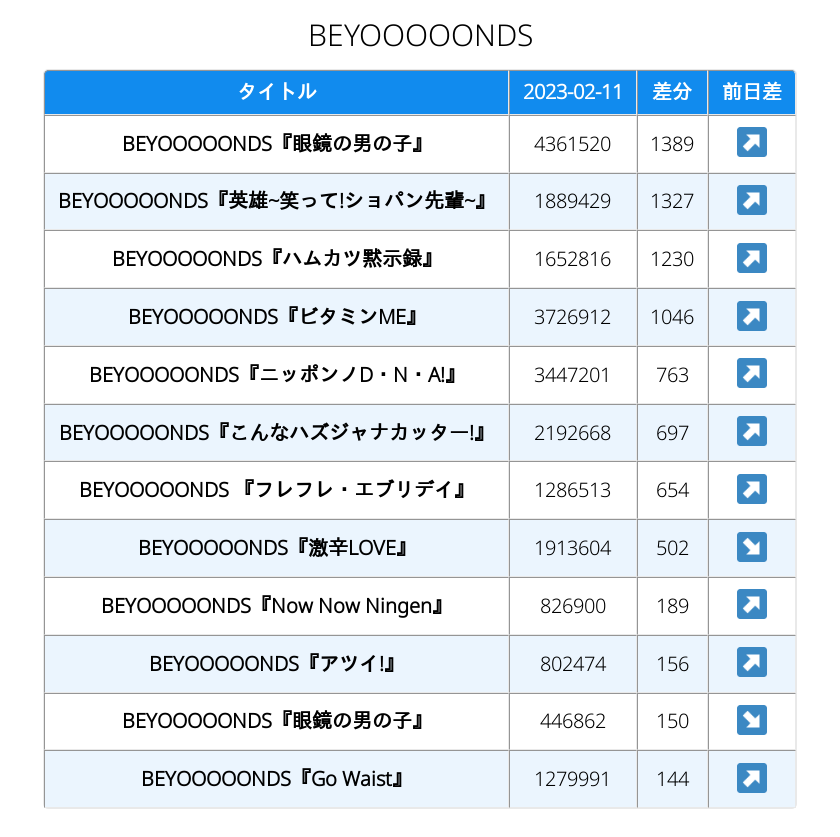 BEYOOOOONDS
タイトル 2023-02-11 差分 前日差
BEYOOOOONDS『眼鏡の男の子』 4361520 1389
BEYOOOOONDS『英雄~笑って!ショパン先輩~』 1889429 1327
BEYOOOOONDS『ハムカツ黙示録』 1652816 1230
BEYOOOOONDS『ビタミンME』 3726912 1046
BEYOOOOONDS『ニッポンノD・N・A!』 3447201 763
BEYOOOOONDS『こんなハズジャナカッター!』 2192668 697
BEYOOOOONDS 『フレフレ・エブリデイ』 1286513 654
BEYOOOOONDS『激辛LOVE』 1913604 502
BEYOOOOONDS『Now Now Ningen』 826900 189
BEYOOOOONDS『アツイ!』 802474 156
BEYOOOOONDS『眼鏡の男の子』 446862 150
BEYOOOOONDS『Go Waist』 1279991 144